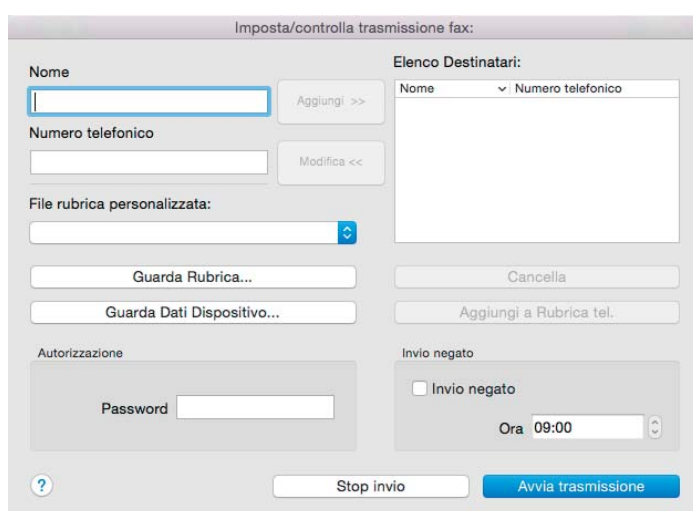 Imposta/controlla trasmissione fax:
Nome
Aggiungi >>
Numero telefonico
Modifica <<
File rubrica personalizzata:
Guarda Rubrica...
Guarda Dati Dispositivo...
Elenco Destinatari:
Nome Numero telefonico
Cancella
Aggiungi a Rubrica tel.
Autorizzazione
Password
Invio negato
Invio negato
Ora 09:00
?
Stop invio
Avvia trasmissione